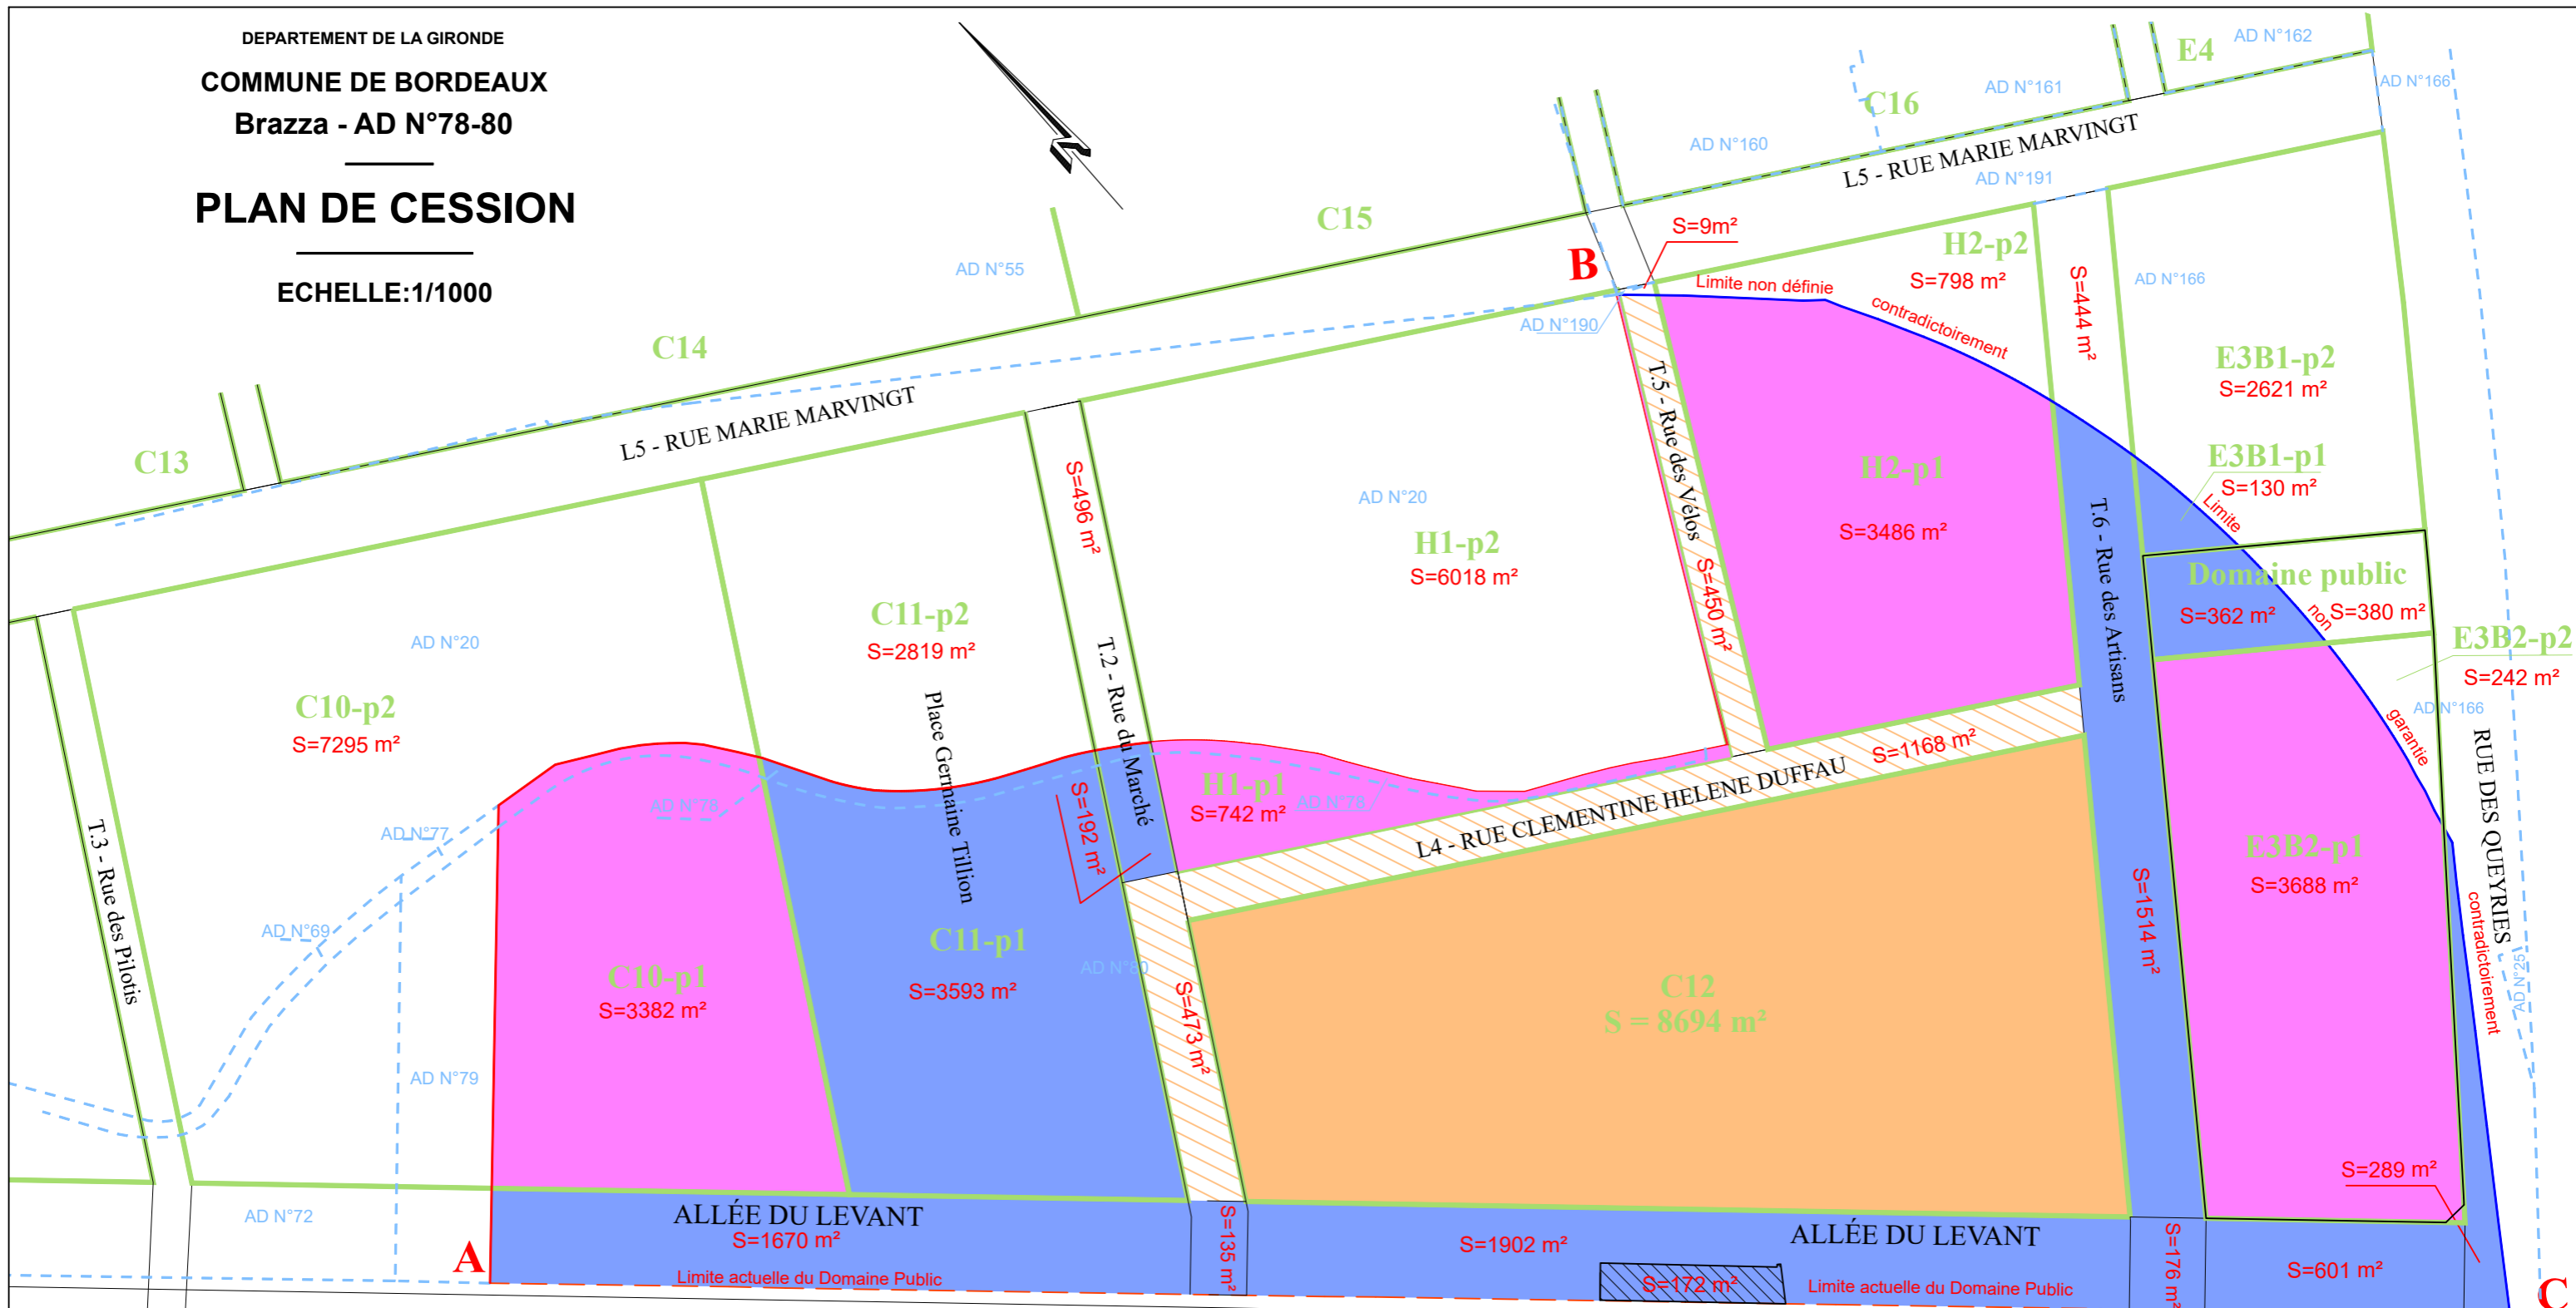 DEPARTEMENT DE LA GIRONDE
COMMUNE DE BORDEAUX
Brazza - AD N°78-80
PLAN DE CESSION
ECHELLE:1/1000
N
E4
AD N°162
AD N°166
AD N°161
C16
AD N°160
L5 - RUE MARIE MARVINGT
AD N°191
C15
AD N°55
B
S=9m²
Limite non définie
contradictoirement
H2-p2
S=798 m²
S=444 m²
AD N°166
AD N°190
C14
L5 - RUE MARIE MARVINGT
C13
E3B1-p2
S=2621 m²
E3B1-p1
S=130 m²
Limite
non
garantie
contradictoirement
T.5 - Rue des Vélos
S=450 m²
H2-p1
S=3486 m²
T.6 - Rue des Artisans
S=1514 m²
S=496 m²
T.2 - Rue du Marché
S=192 m²
AD N°20
H1-p2
S=6018 m²
Domaine public
S=362 m²
S=380 m²
E3B2-p2
S=242 m²
AD N°166
RUE DES QUEYRIES
AD N°251
AD N°20
C11-p2
S=2819 m²
Place Germaine Tillion
C10-p2
S=7295 m²
AD N°78
AD N°77
AD N°69
T.3 - Rue des Pilotis
H1-p1
S=742 m²
AD N°78
L4 - RUE CLEMENTINE HELENE DUFFAU
S=1168 m²
E3B2-p1
S=3688 m²
C11-p1
S=3593 m²
AD N°80
S=473 m²
C10-p1
S=3382 m²
C12
S = 8694 m²
AD N°79
AD N°72
A
ALLÉE DU LEVANT
S=1670 m²
Limite actuelle du Domaine Public
S=135 m²
S=1902 m²
S=172 m²
ALLÉE DU LEVANT
Limite actuelle du Domaine Public
S=176 m²
S=601 m²
S=289 m²
C